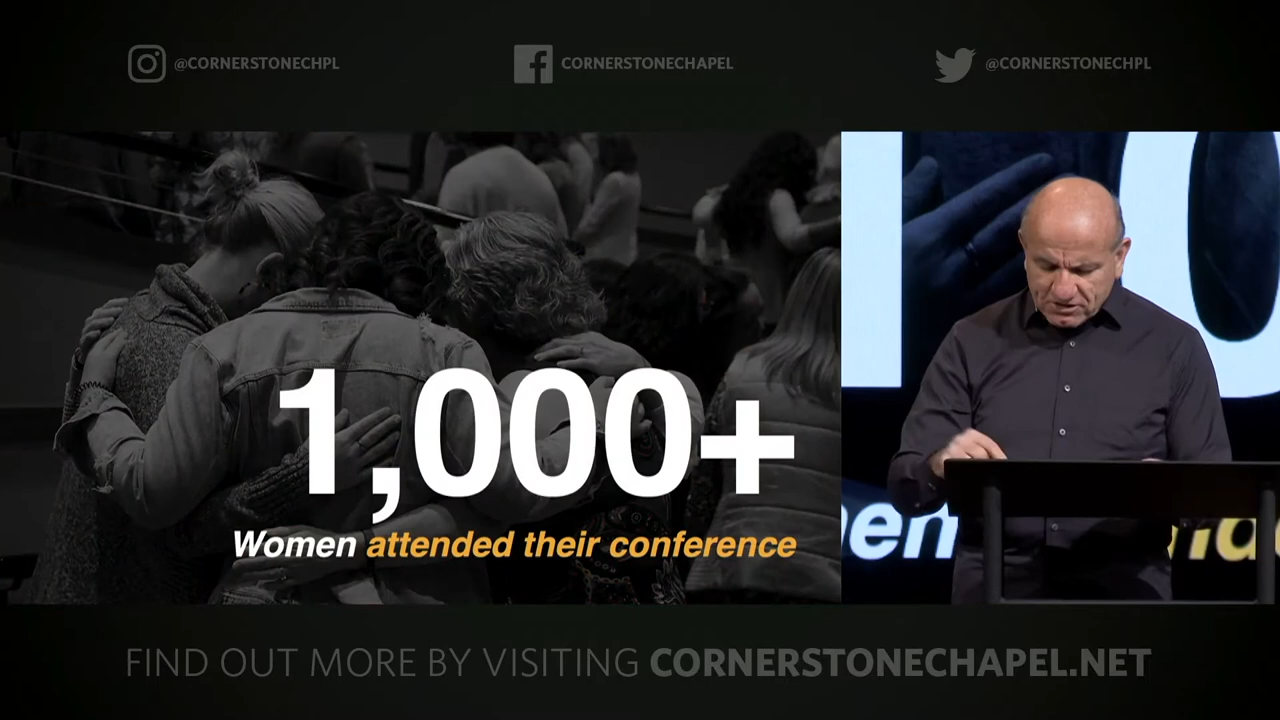 @CORNERSTONECHPL
CORNERSTONECHAPEL
@CORNERSTONECHPL
1,000+
Women attended their conference
FIND OUT MORE BY VISITING CORNERSTONECHAPEL.NET